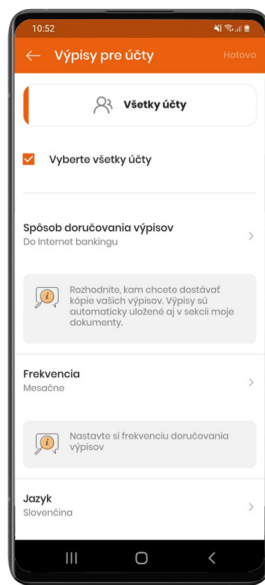 10:52
Výpisy pre účty
Hotovo
Všetky účty
Vyberte všetky účty
Spôsob doručovania výpisov
Do Internet bankingu
Rozhodnite, kam chcete dostávať
kópie vašich výpisov. Výpisy sú
automaticky uložené aj v sekcii moje
dokumenty.
Frekvencia
Mesačne
Nastavte si frekvenciu doručovania
výpisov
Jazyk
Slovenčina